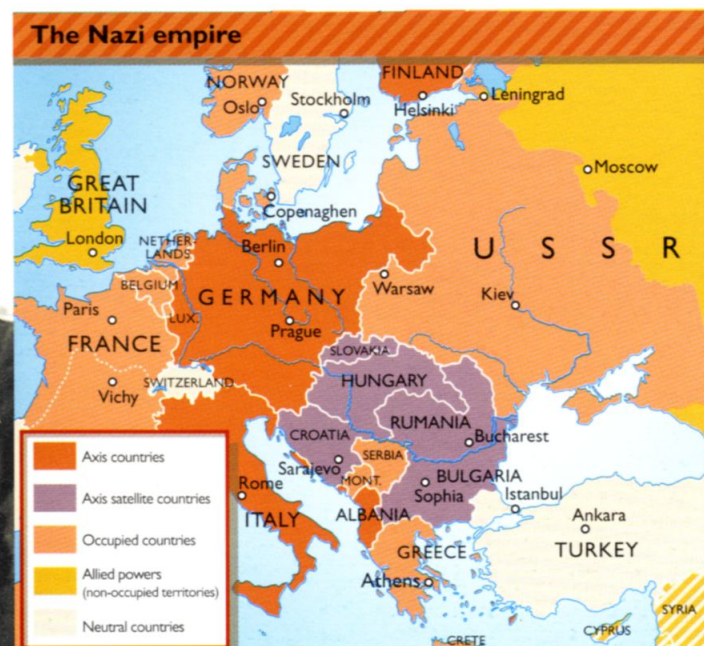 The Nazi empire
NORWAY
Oslo
Stockholm
FINLAND
Helsinki
Leningrad
SWEDEN
Moscow
GREAT
BRITAIN
London
Copenaghen
NETHER-
LANDS
Berlin
U S S R
BELGIUM
GERMANY
Warsaw
Kiev
Paris
LUX.
Prague
FRANCE
SLOVAKIA
SWITZERLAND
HUNGARY
Vichy
RUMANIA
CROATIA
Bucharest
SERBIA
Sarajevo
MONT.
BULGARIA
Sophia
Rome
Istanbul
ITALY
ALBANIA
Ankara
TURKEY
GREECE
Athens
SYRIA
CYPRUS
CRETE
Axis countries
Axis satellite countries
Occupied countries
Allied powers
(non-occupied territories)
Neutral countries